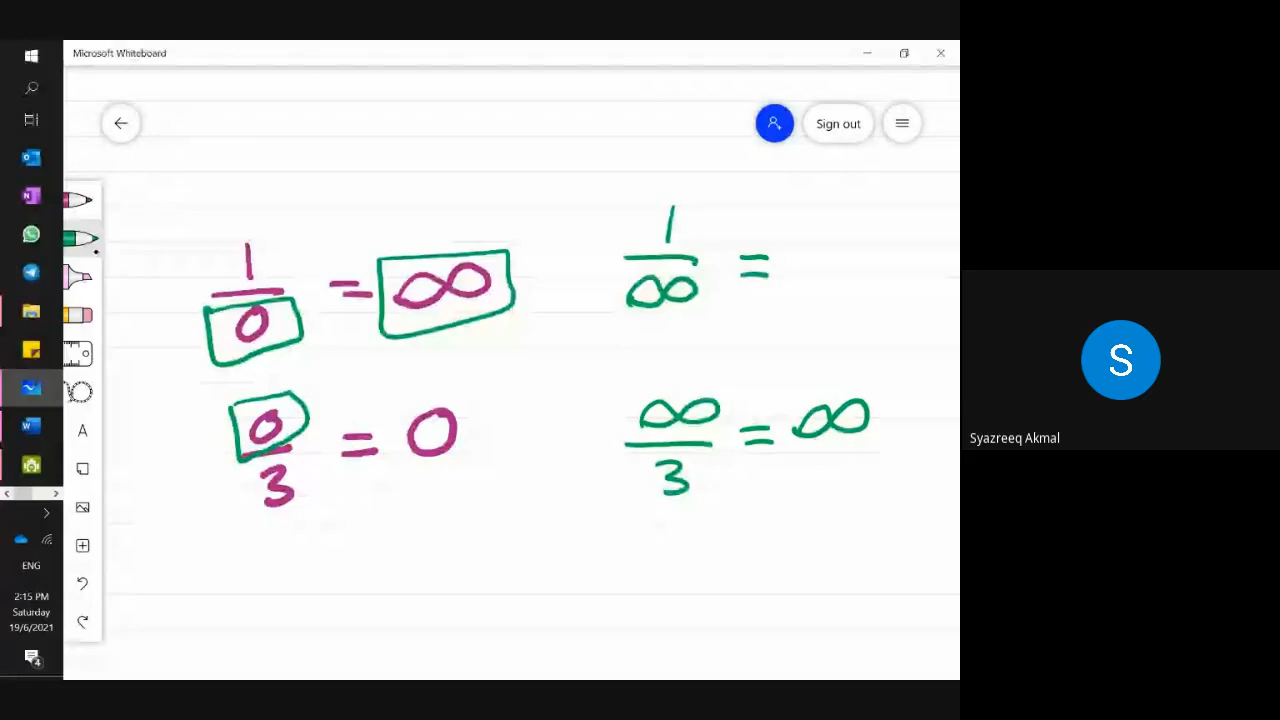 Microsoft Whiteboard
Sign out
1/0 = ∞
1/∞ =
0/3 = 0
∞/3 = ∞
S
Syazreeq Akmal
A
ENG
2:15 PM
Saturday
19/6/2021
4